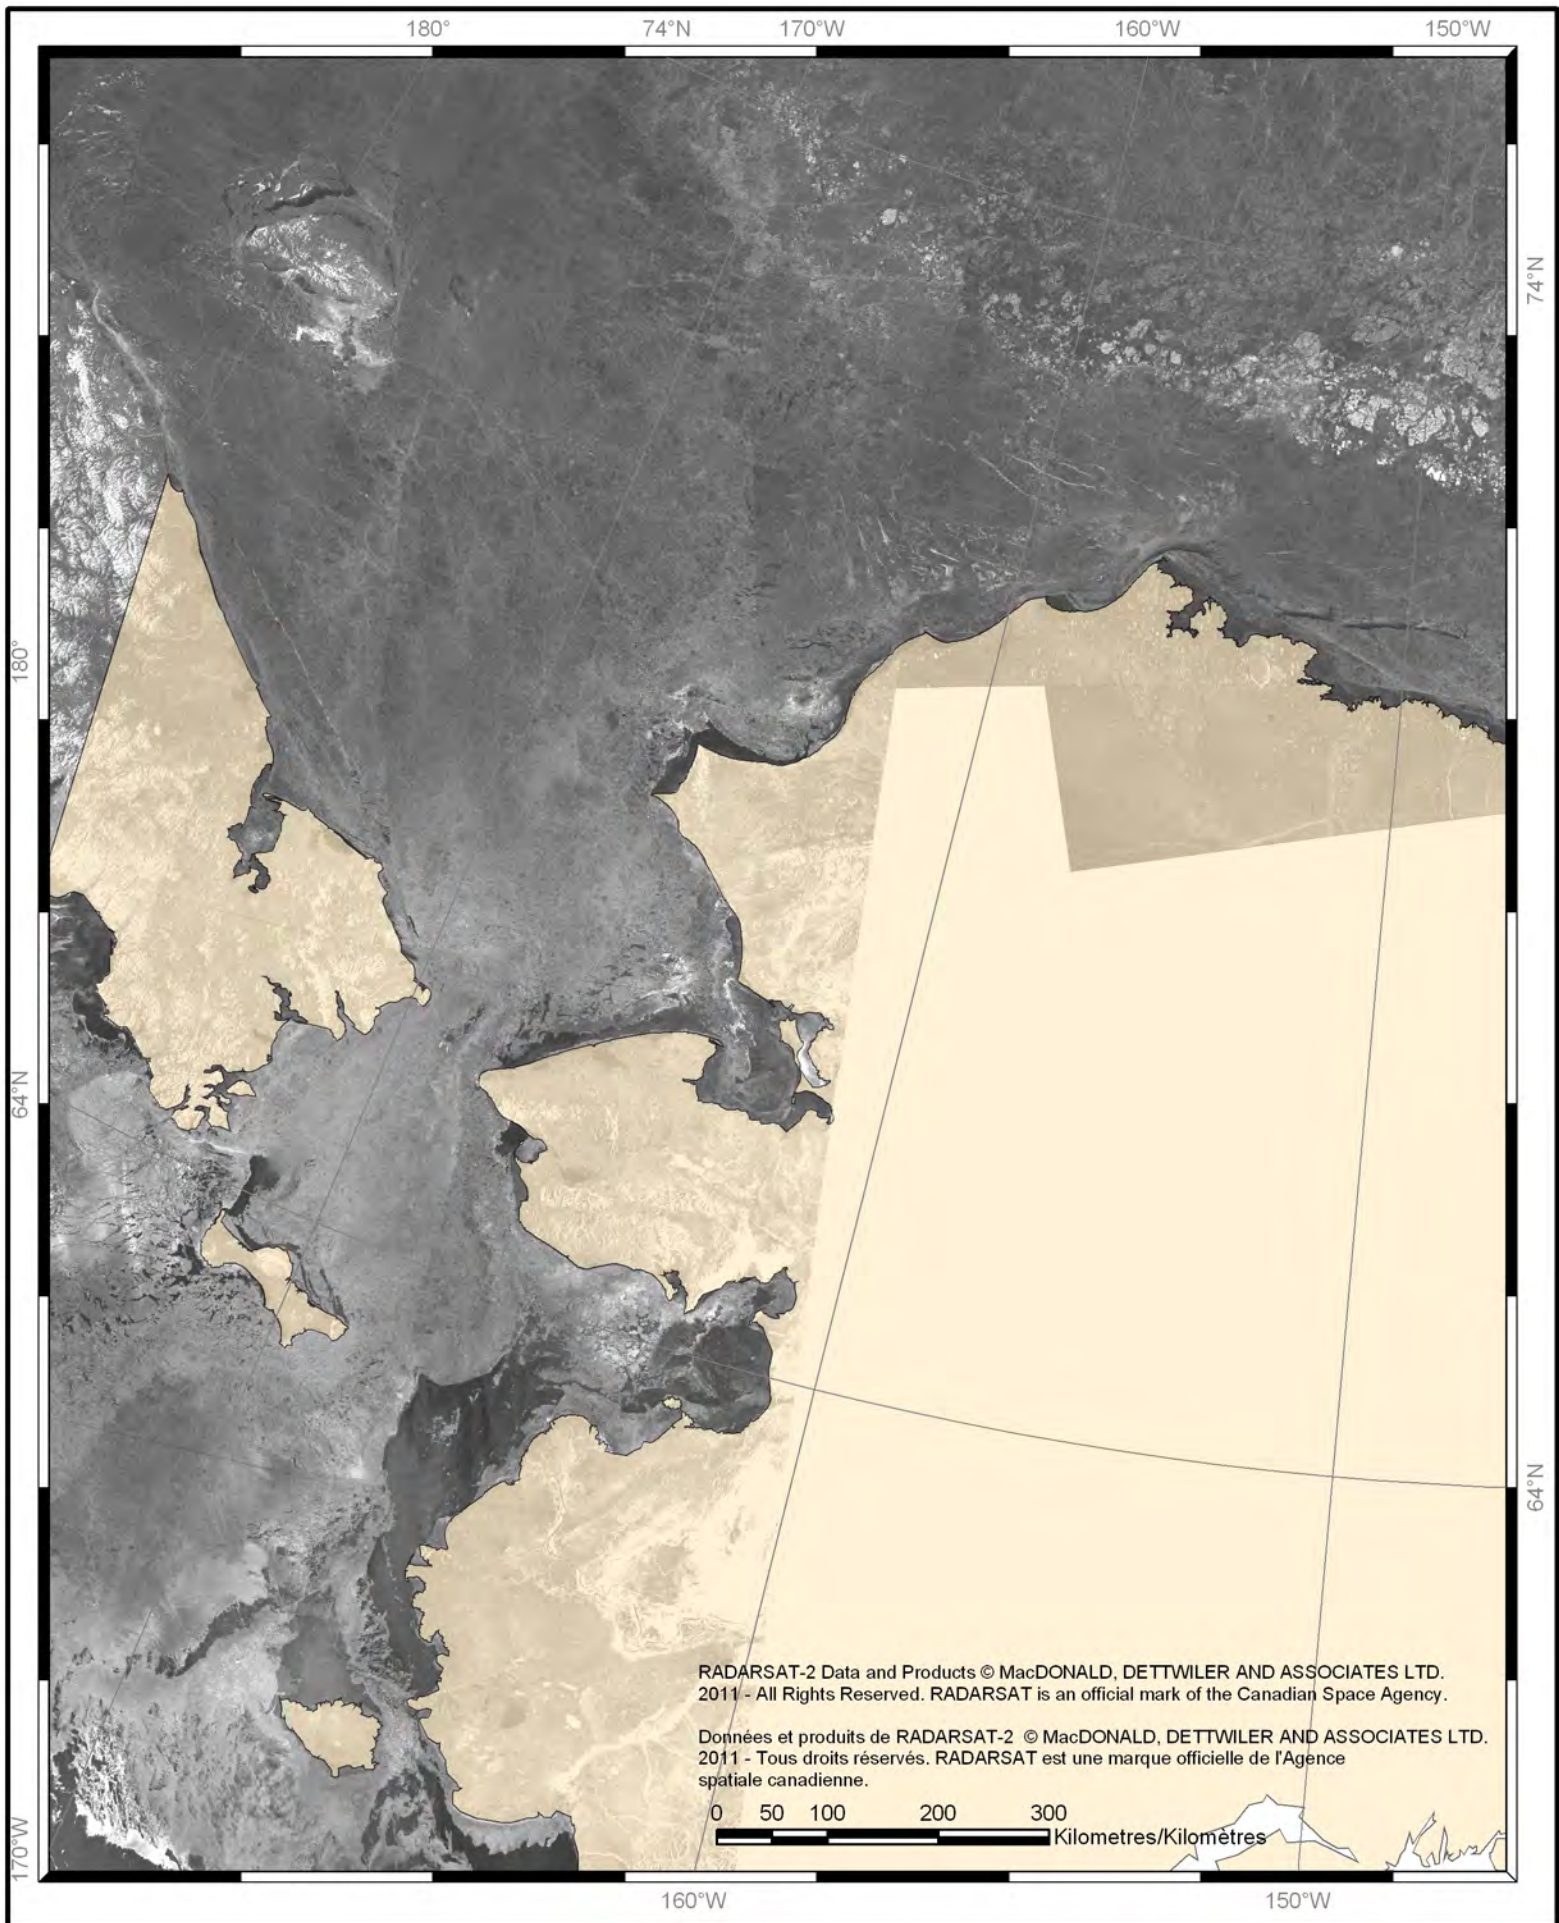 180°
74°N
170°W
160°W
150°W
74°N
180°
64°N
64°N
RADARSAT-2 Data and Products © MacDONALD, DETTWILER AND ASSOCIATES LTD.
2011 - All Rights Reserved. RADARSAT is an official mark of the Canadian Space Agency.
Données et produits de RADARSAT-2 © MacDONALD, DETTWILER AND ASSOCIATES LTD.
2011 - Tous droits réservés. RADARSAT est une marque officielle de l'Agence
spatiale canadienne.
0 50 100 200 300
Kilometres/Kilomètres
170°W
160°W
150°W